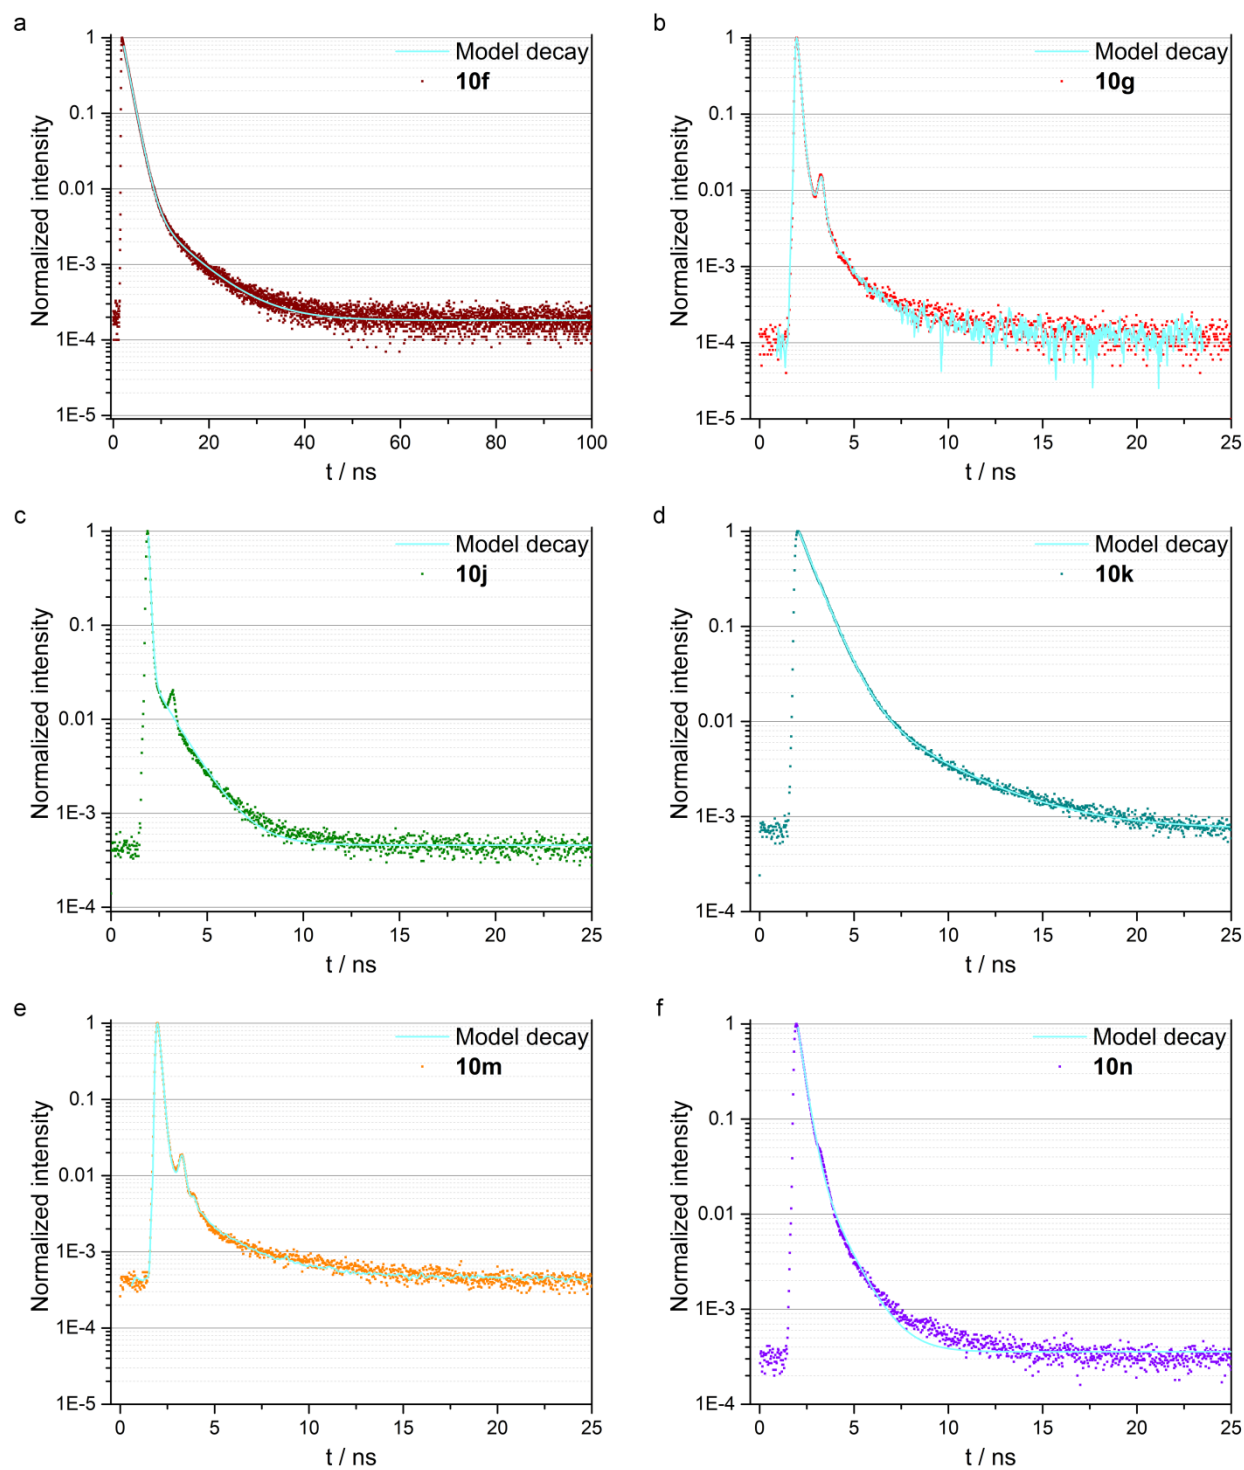 a
Normalized intensity
1
0.1
0.01
1E-3
1E-4
1E-5
Model decay
10f
0 20 40 60 80 100
t / ns
b
Normalized intensity
1
0.1
0.01
1E-3
1E-4
1E-5
Model decay
10g
0 5 10 15 20 25
t / ns
c
Normalized intensity
1
0.1
0.01
1E-3
1E-4
Model decay
10j
0 5 10 15 20 25
t / ns
d
Normalized intensity
1
0.1
0.01
1E-3
1E-4
Model decay
10k
0 5 10 15 20 25
t / ns
e
Normalized intensity
1
0.1
0.01
1E-3
1E-4
1E-5
Model decay
10m
0 5 10 15 20 25
t / ns
f
Normalized intensity
1
0.1
0.01
1E-3
1E-4
Model decay
10n
0 5 10 15 20 25
t / ns